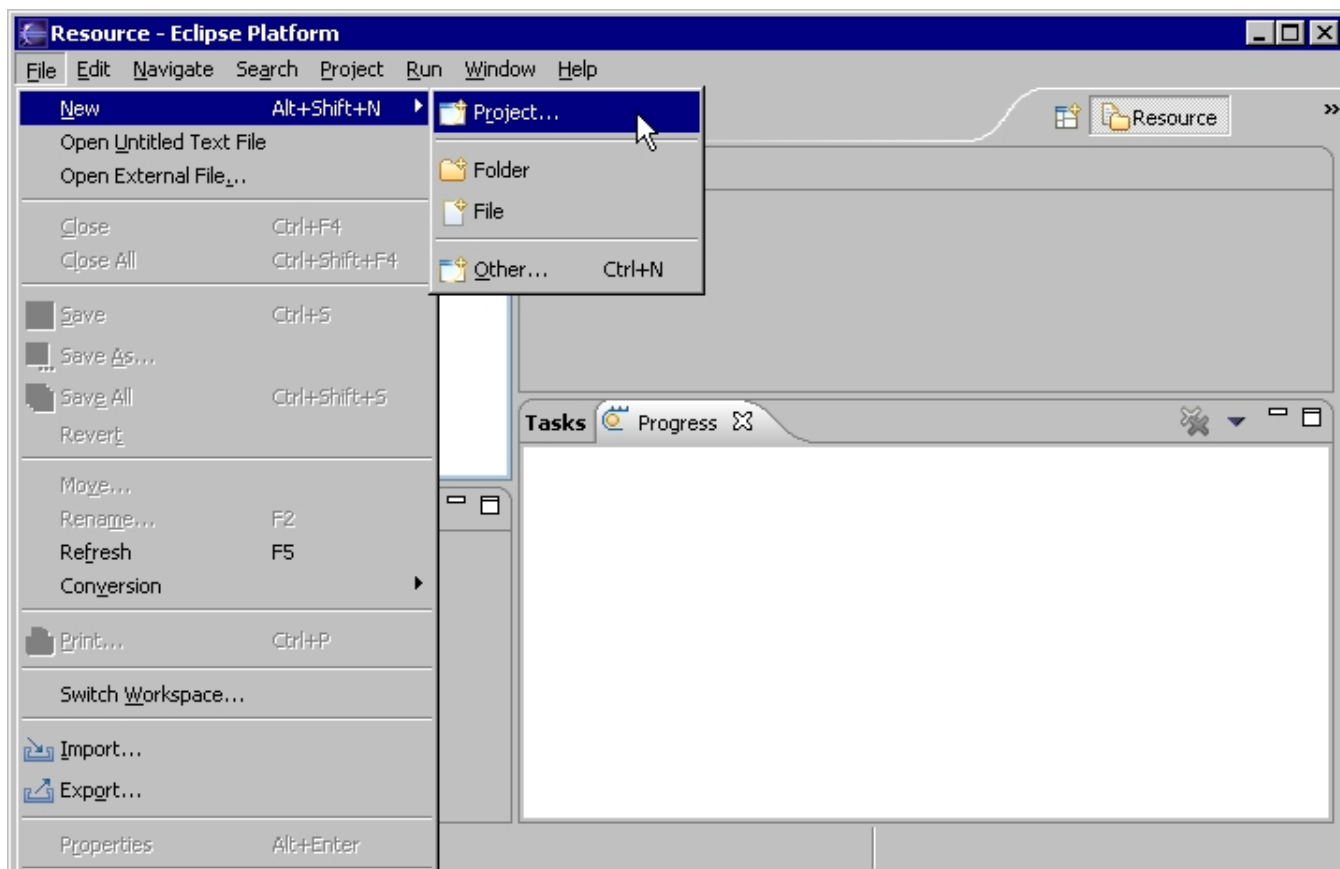 Resource - Eclipse Platform
File Edit Navigate Search Project Run Window Help
New Alt+Shift+N
Open Untitled Text File
Open External File...
Close Ctrl+F4
Close All Ctrl+Shift+F4
Save Ctrl+S
Save As...
Save All Ctrl+Shift+S
Revert
Move...
Rename... F2
Refresh F5
Conversion
Print... Ctrl+P
Switch Workspace...
Import...
Export...
Properties Alt+Enter
Project...
Folder
File
Other... Ctrl+N
Resource
Tasks Progress